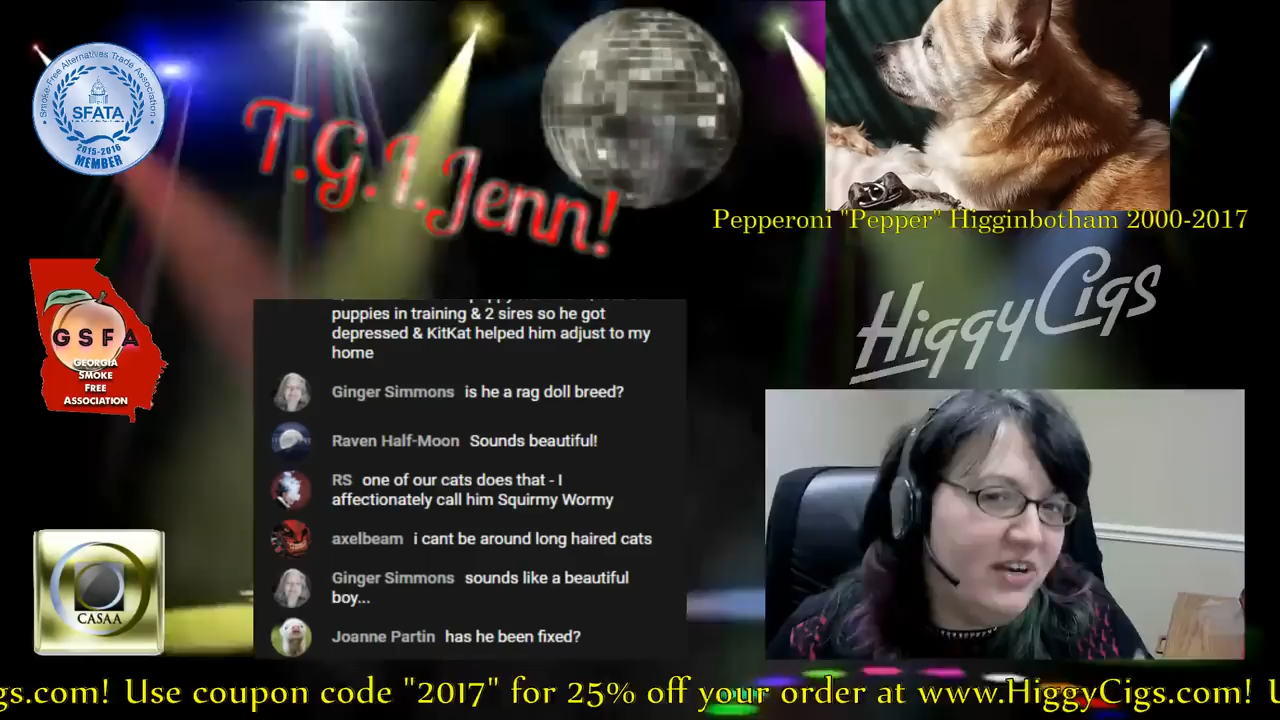 Smoke-Free Alternatives Trade Association
SFATA
2015-2016
MEMBER
T.G.I.Jenn!
Pepperoni "Pepper" Higginbotham 2000-2017
HiggyCigs
GSFA
GEORGIA
SMOKE
FREE
ASSOCIATION
puppies in training & 2 sires so he got
depressed & KitKat helped him adjust to my
home
Ginger Simmons is he a rag doll breed?
Raven Half-Moon Sounds beautiful!
RS one of our cats does that - I
affectionately call him Squirmy Wormy
axelbeam i cant be around long haired cats
Ginger Simmons sounds like a beautiful
boy...
Joanne Partin has he been fixed?
CASAA
gs.com! Use coupon code "2017" for 25% off your order at www.HiggyCigs.com! U